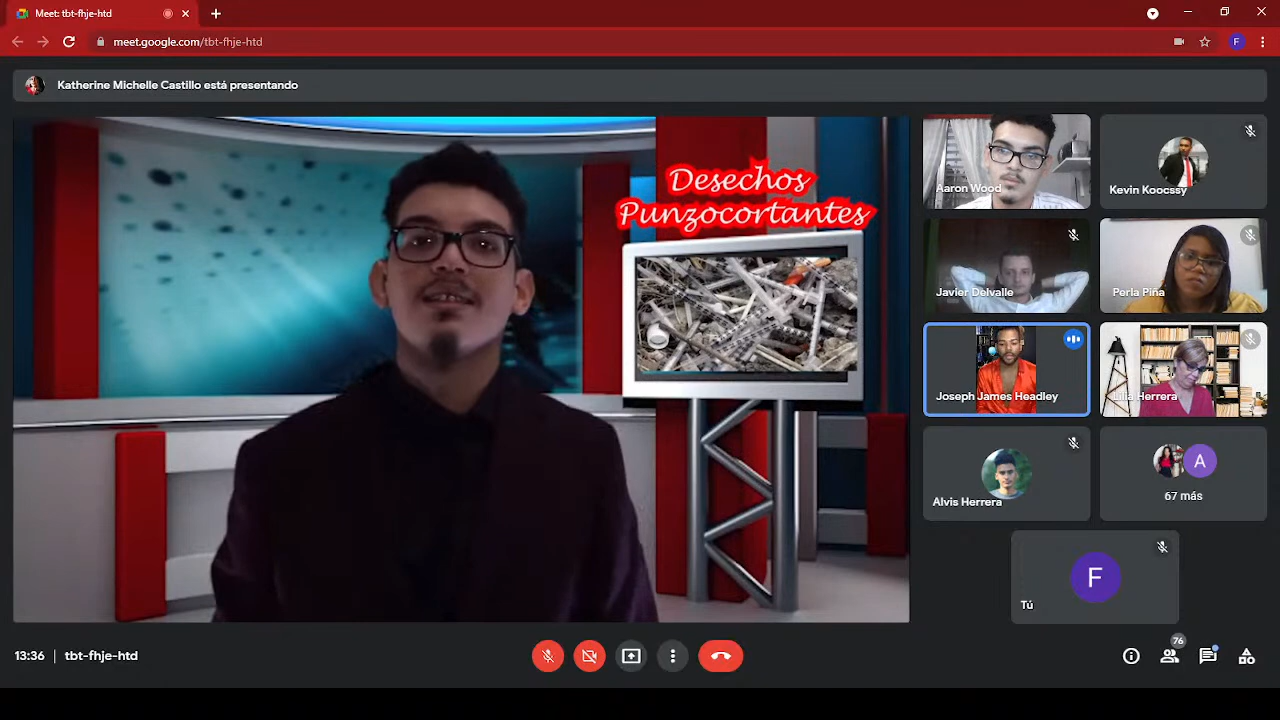 Meet: tbt-fhje-htd
meet.google.com/tbt-fhje-htd
F
Katherine Michelle Castillo está presentando
Desechos
Punzocortantes
Aaron Wood
Kevin Koocssy
Javier Delvalle
Perla Piña
Joseph James Headley
Lilia Herrera
Alvis Herrera
A
67 más
F
Tú
13:36 | tbt-fhje-htd
76